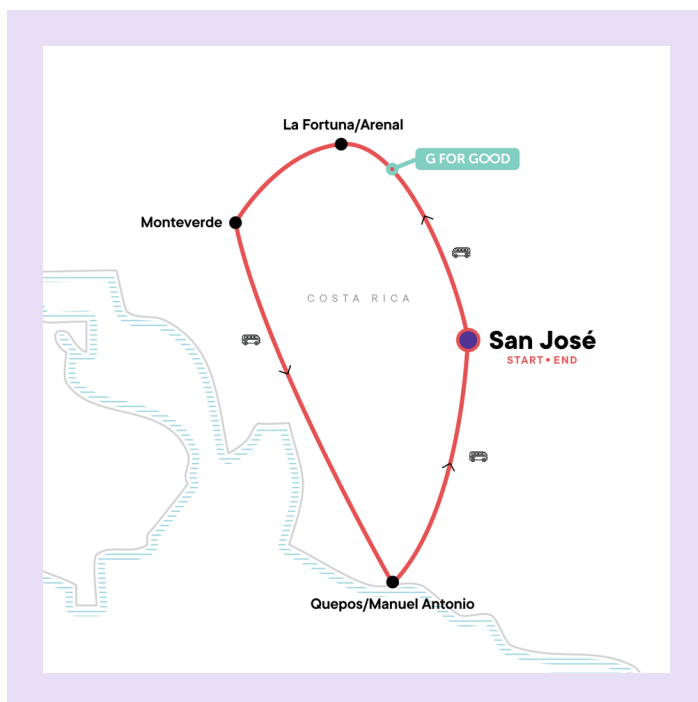 La Fortuna/Arenal
G FOR GOOD
Monteverde
COSTA RICA
San José
START • END
Quepos/Manuel Antonio